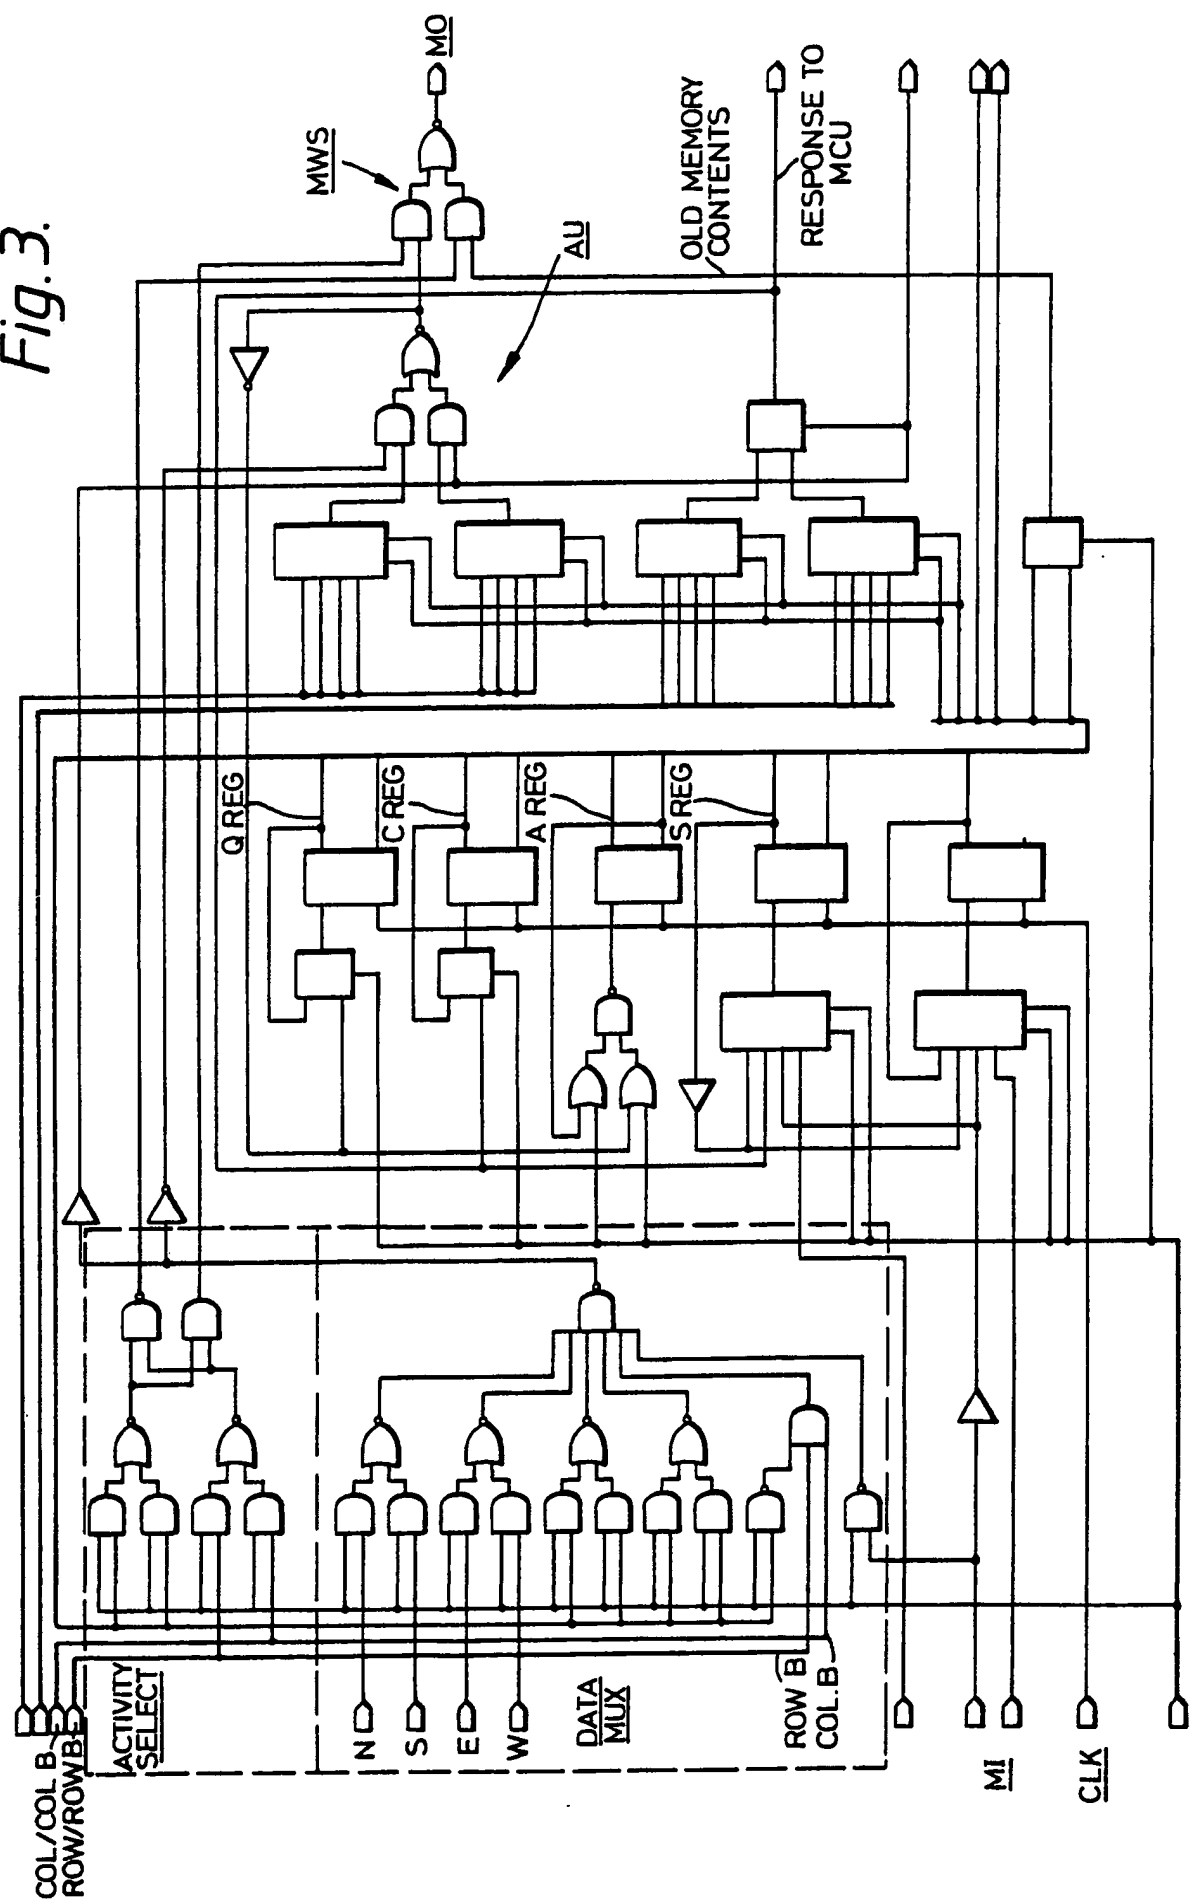 Fig. 3.
MO
MWS
AU
OLD MEMORY
CONTENTS
RESPONSE TO
MCU
Q REG
C REG
A REG
S REG
COL/COL B
ROW/ROW B
ACTIVITY
SELECT
N
S
E
W
DATA
MUX
ROW B
COL. B
MI
CLK